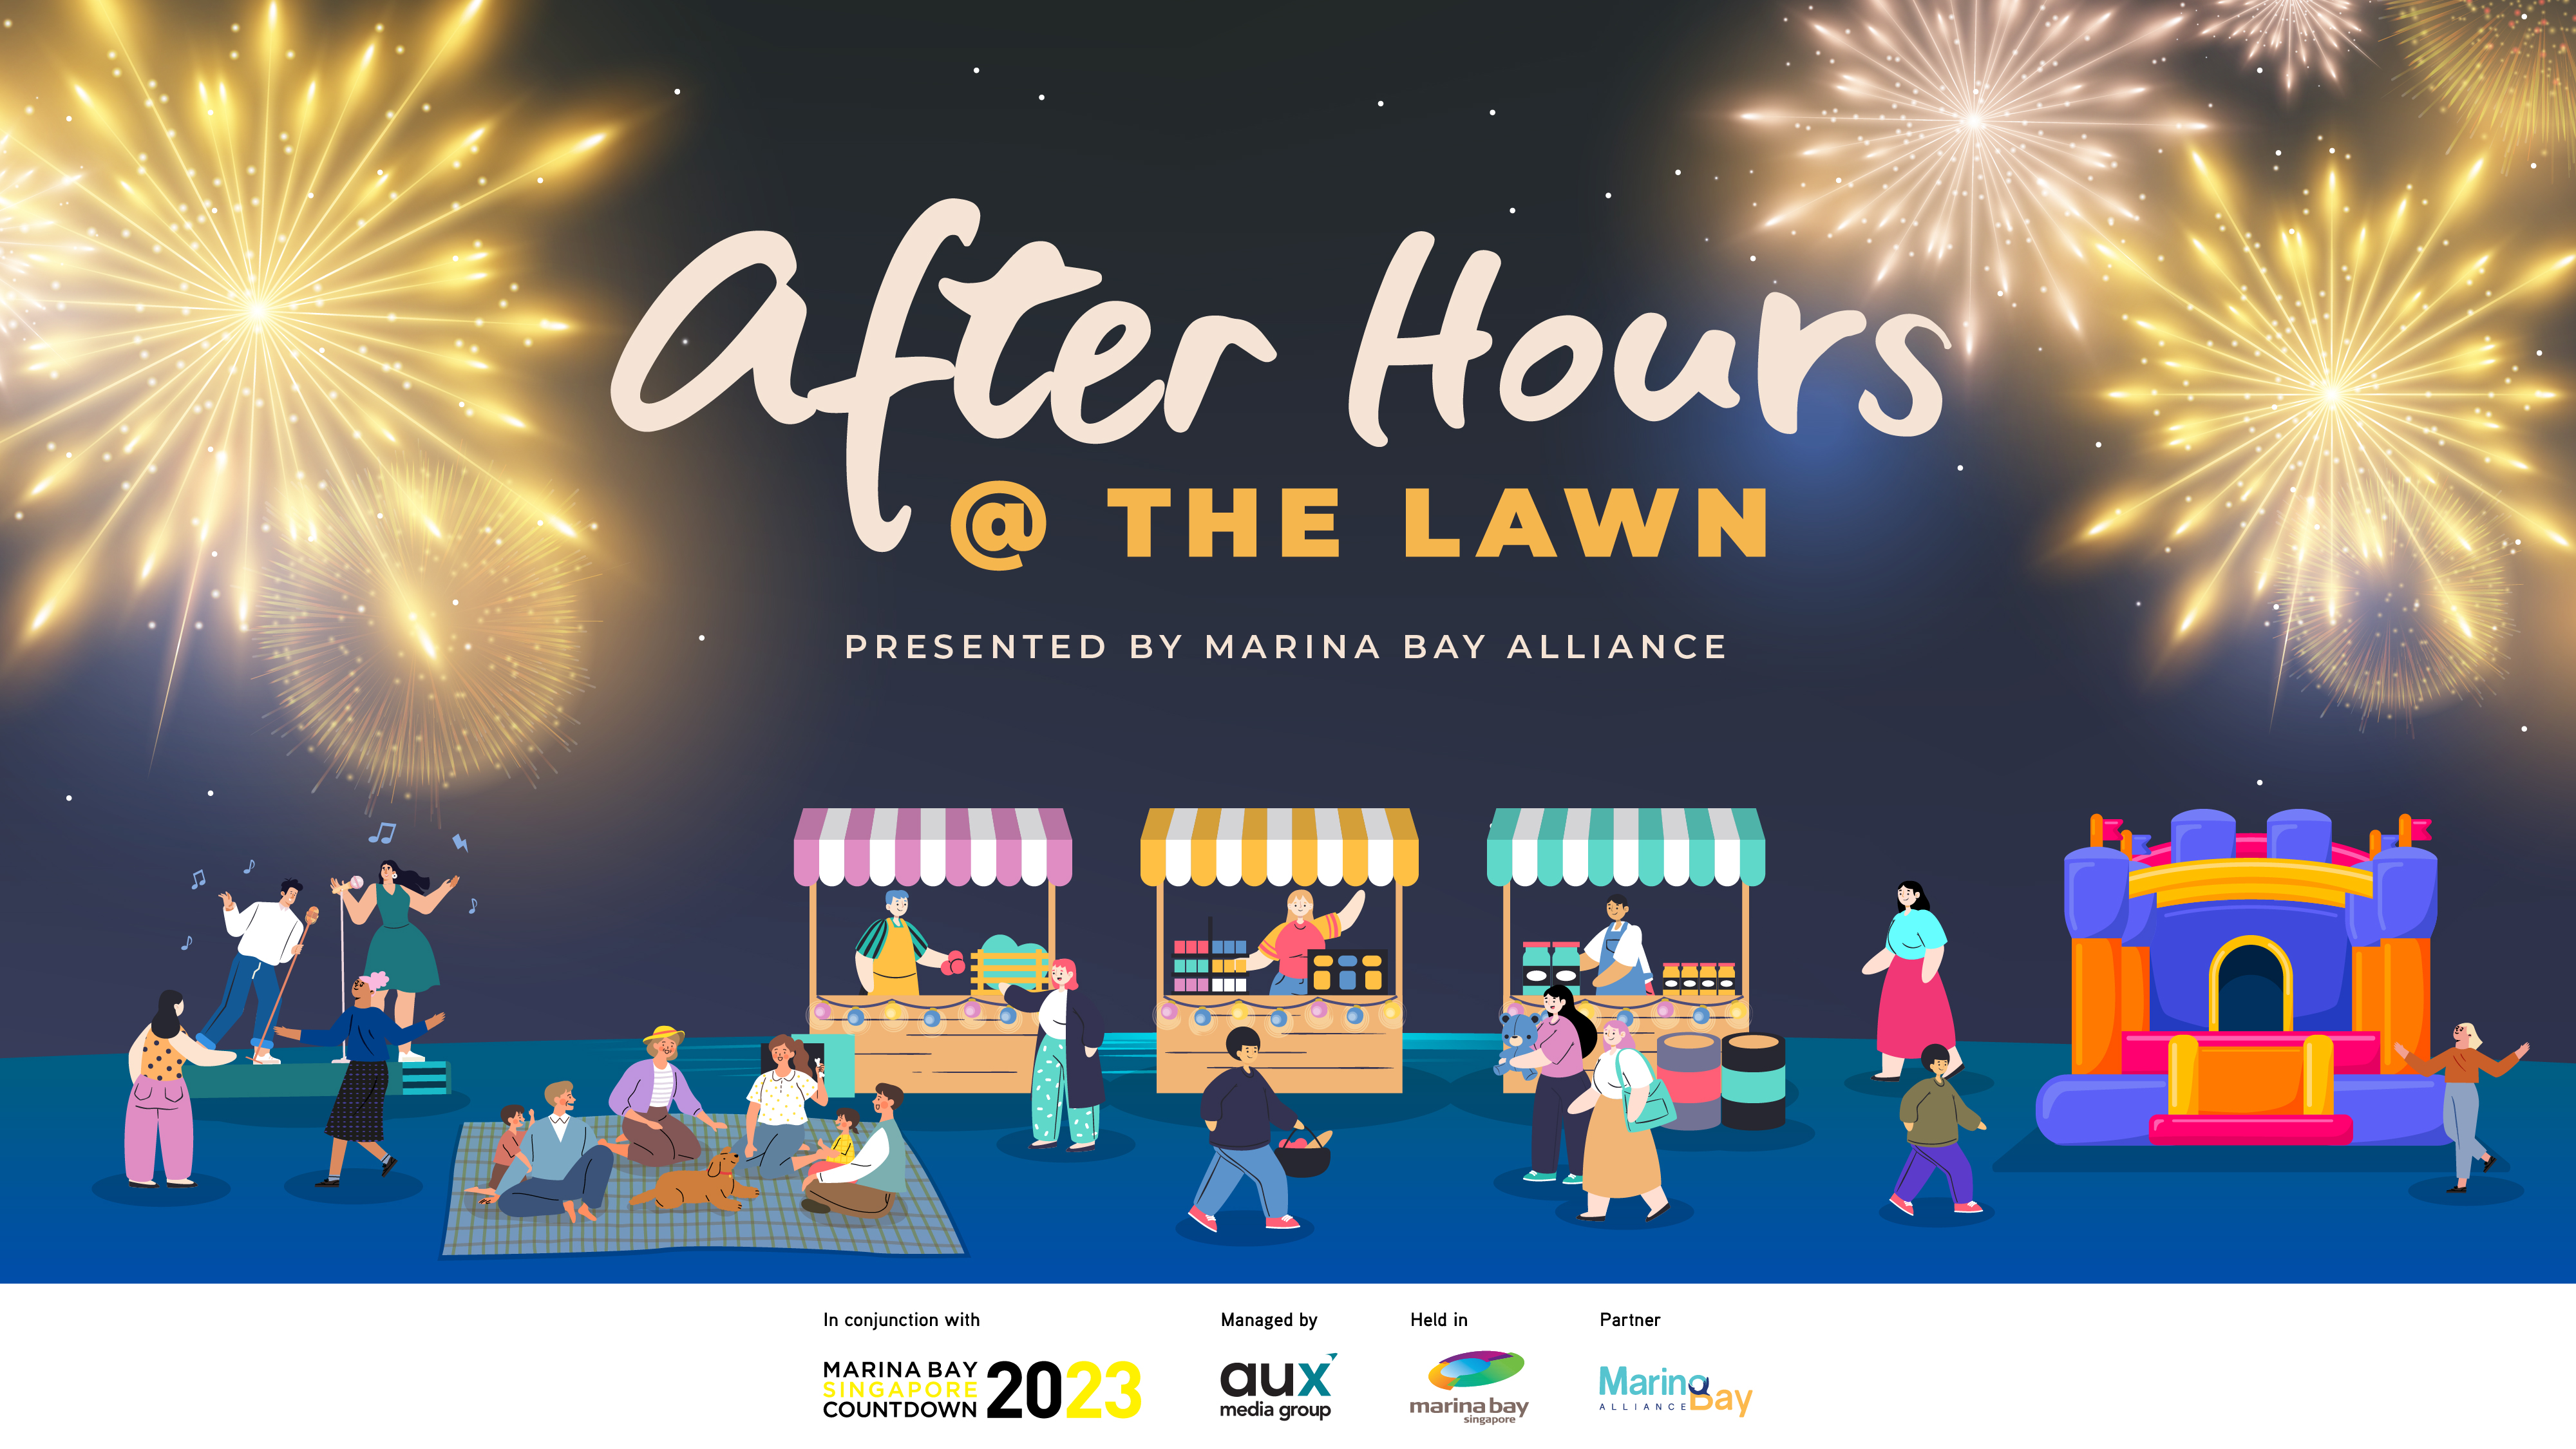 after Hours
@ THE LAWN
PRESENTED BY MARINA BAY ALLIANCE
In conjunction with
MARINA BAY
SINGAPORE
COUNTDOWN
2023
Managed by
aux
media group
Held in
marina bay
singapore
Partner
Marina
ALLIANCE Bay